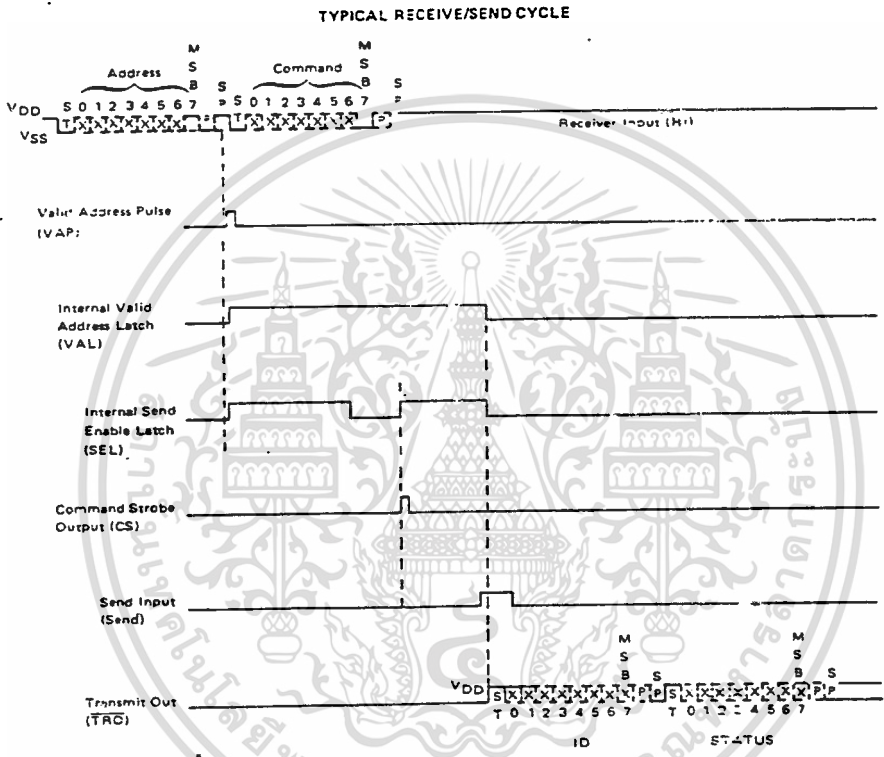 TYPICAL RECEIVE/SEND CYCLE
M
S
B
Address
S
P
Command
M
S
B
S
VDD
S 0 1 2 3 4 5 6 7
S 0 1 2 3 4 5 6 7
VSS
T X X X X X X X
T X X X X X X X P
Receiver Input (RI)
Valid Address Pulse
(VAP)
Internal Valid
Address Latch
(VAL)
Internal Send
Enable Latch
(SEL)
Command Strobe
Output (CS)
Send Input
(Send)
M
S
B
S
M
S
B
S
VDD
S X X X X X X X X P P S X X X X X X X X P P
Transmit Out
(TRO)
T 0 1 2 3 4 5 6 7
T 0 1 2 3 4 5 6 7
ID
STATUS